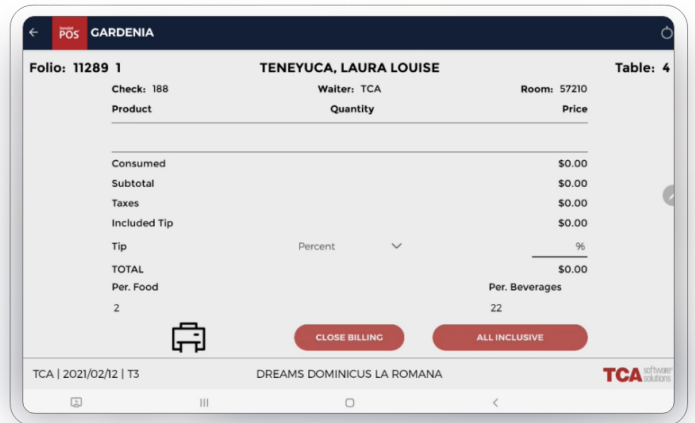 POS GARDENIA
Folio: 11289 1 TENEYUCA, LAURA LOUISE Table: 4
Check: 188 Waiter: TCA Room: 57210
Product Quantity Price
Consumed $0.00
Subtotal $0.00
Taxes $0.00
Included Tip $0.00
Tip Percent %
TOTAL $0.00
Per. Food Per. Beverages
2 22
CLOSE BILLING ALL INCLUSIVE
TCA | 2021/02/12 | T3 DREAMS DOMINICUS LA ROMANA TCA software solutions